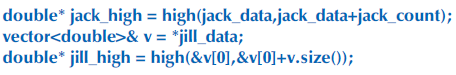 double* jack_high = high(jack_data,jack_data+jack_count);
vector<double>& v = *jill_data;
double* jill_high = high(&v[0],&v[0]+v.size());